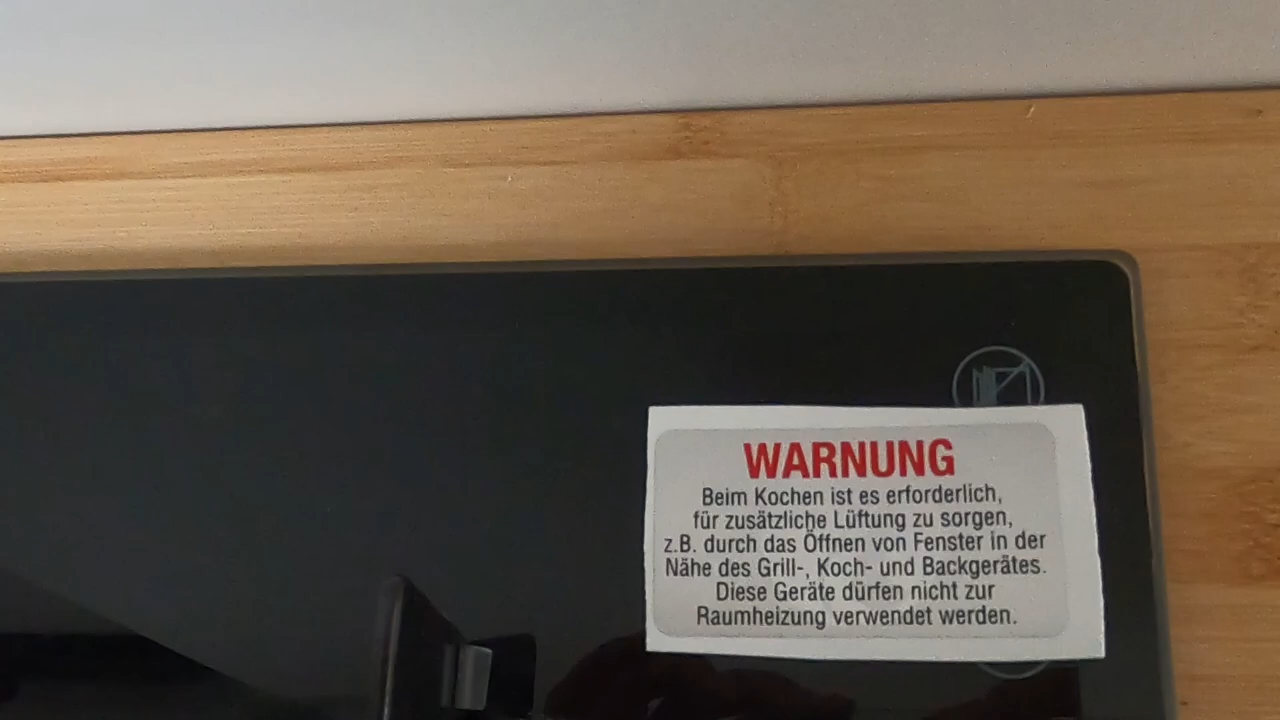 WARNUNG
Beim Kochen ist es erforderlich,
für zusätzliche Lüftung zu sorgen,
z.B. durch das Öffnen von Fenster in der
Nähe des Grill-, Koch- und Backgerätes.
Diese Geräte dürfen nicht zur
Raumheizung verwendet werden.